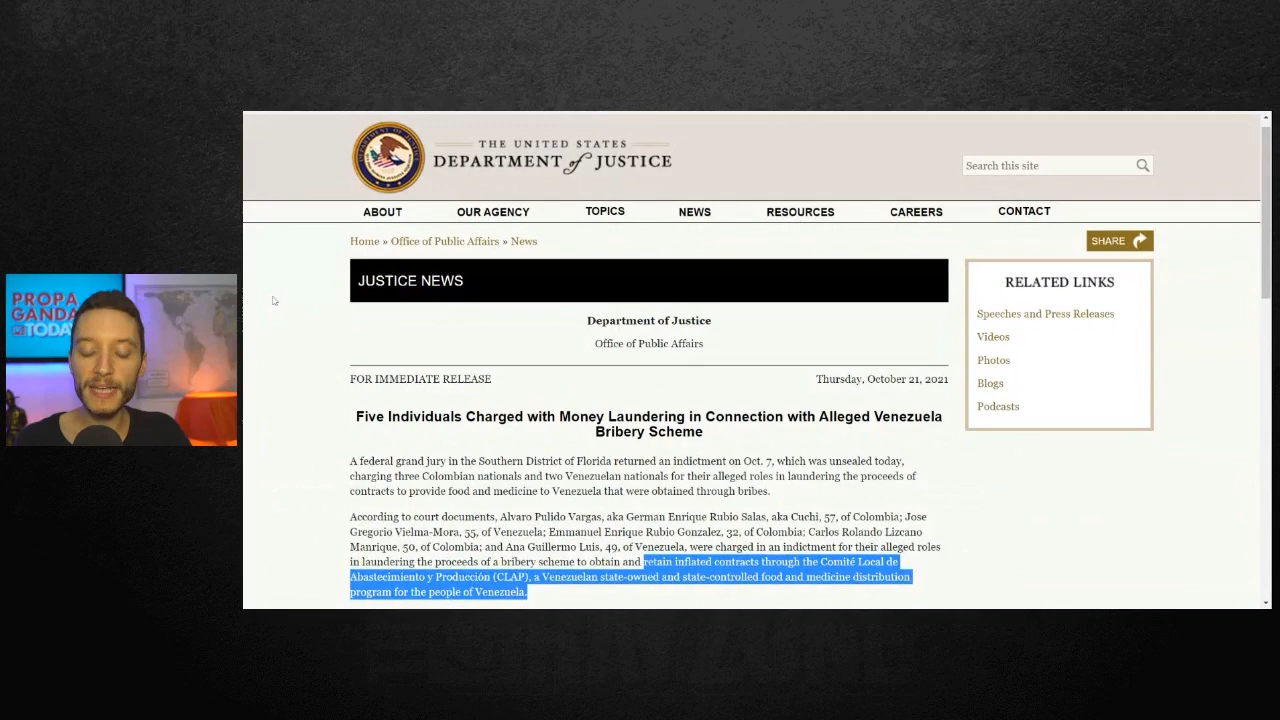 PROPA
GANDA
TODAY
THE UNITED STATES
DEPARTMENT of JUSTICE
Search this site
ABOUT OUR AGENCY TOPICS NEWS RESOURCES CAREERS CONTACT
Home » Office of Public Affairs » News
SHARE
JUSTICE NEWS
Department of Justice
Office of Public Affairs
FOR IMMEDIATE RELEASE Thursday, October 21, 2021
Five Individuals Charged with Money Laundering in Connection with Alleged Venezuela
Bribery Scheme
A federal grand jury in the Southern District of Florida returned an indictment on Oct. 7, which was unsealed today,
charging three Colombian nationals and two Venezuelan nationals for their alleged roles in laundering the proceeds of
contracts to provide food and medicine to Venezuela that were obtained through bribes.
According to court documents, Alvaro Pulido Vargas, aka German Enrique Rubio Salas, aka Cuchi, 57, of Colombia; Jose
Gregorio Vielma-Mora, 55, of Venezuela; Emmanuel Enrique Rubio Gonzalez, 32, of Colombia; Carlos Rolando Lizcano
Manrique, 50, of Colombia; and Ana Guillermo Luis, 49, of Venezuela, were charged in an indictment for their alleged roles
in laundering the proceeds of a bribery scheme to obtain and retain inflated contracts through the Comité Local de
Abastecimiento y Producción (CLAP), a Venezuelan state-owned and state-controlled food and medicine distribution
program for the people of Venezuela.
RELATED LINKS
Speeches and Press Releases
Videos
Photos
Blogs
Podcasts